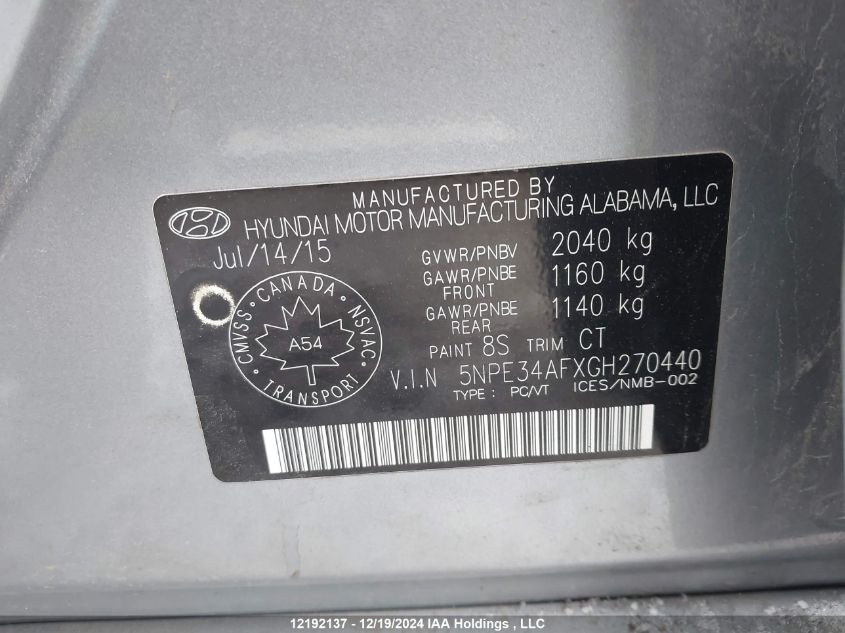 MANUFACTURED BY
HYUNDAI MOTOR MANUFACTURING ALABAMA, LLC
Jul/14/15
GVWR/PNBV 2040 kg
GAWR/PNBE FRONT 1160 kg
GAWR/PNBE REAR 1140 kg
PAINT 8S TRIM CT
V.I.N 5NPE34AFXGH270440
TYPE : PC/VT ICES/NMB-002
CMVSS • CANADA • NSVAC • TRANSPORT •
A54
12192137 - 12/19/2024 IAA Holdings , LLC